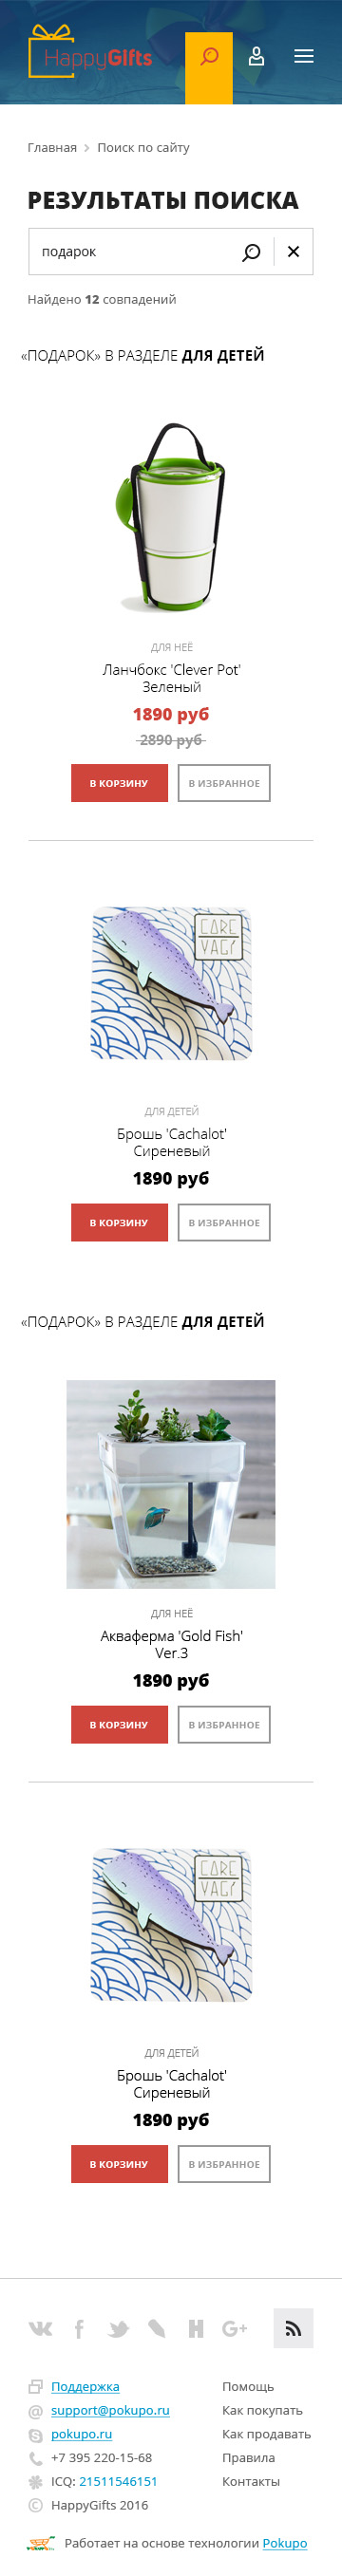 HappyGifts
Главная > Поиск по сайту
РЕЗУЛЬТАТЫ ПОИСКА
подарок
Найдено 12 совпадений
«ПОДАРОК» В РАЗДЕЛЕ ДЛЯ ДЕТЕЙ
ДЛЯ НЕЁ
Ланчбокс 'Clever Pot'
Зеленый
1890 руб
2890 руб
В КОРЗИНУ В ИЗБРАННОЕ
CORE
YAGI
ДЛЯ ДЕТЕЙ
Брошь 'Cachalot'
Сиреневый
1890 руб
В КОРЗИНУ В ИЗБРАННОЕ
«ПОДАРОК» В РАЗДЕЛЕ ДЛЯ ДЕТЕЙ
ДЛЯ НЕЁ
Акваферма 'Gold Fish'
Ver.3
1890 руб
В КОРЗИНУ В ИЗБРАННОЕ
CORE
YAGI
ДЛЯ ДЕТЕЙ
Брошь 'Cachalot'
Сиреневый
1890 руб
В КОРЗИНУ В ИЗБРАННОЕ
Поддержка
support@pokupo.ru
pokupo.ru
+7 395 220-15-68
ICQ: 21511546151
© HappyGifts 2016
Помощь
Как покупать
Как продавать
Правила
Контакты
Работает на основе технологии Pokupo